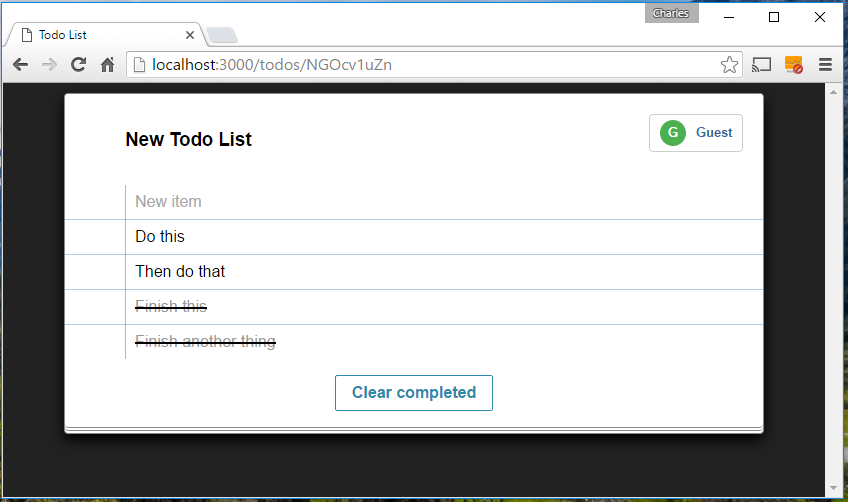 Charles
Todo List
localhost:3000/todos/NGOcv1uZn
New Todo List
G Guest
New item
Do this
Then do that
Finish this
Finish another thing
Clear completed